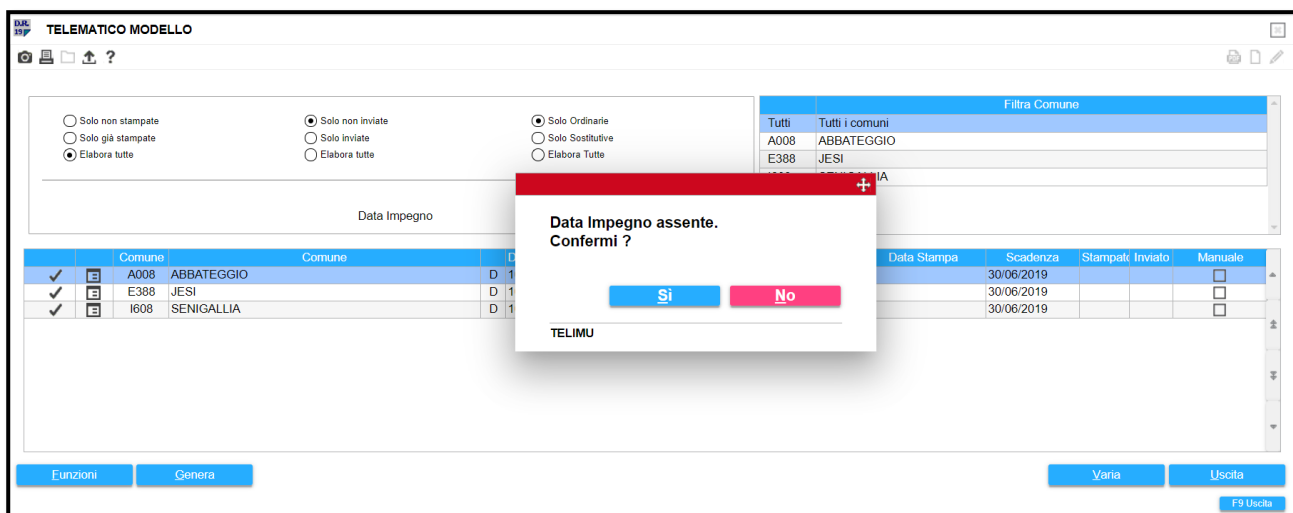 D.R. 19 TELEMATICO MODELLO
?
Solo non stampate
Solo già stampate
Elabora tutte
Solo non inviate
Solo inviate
Elabora tutte
Solo Ordinarie
Solo Sostitutive
Elabora Tutte
Data Impegno
Filtra Comune
Tutti Tutti i comuni
A008 ABBATEGGIO
E388 JESI
Data Impegno assente.
Confermi ?
Sì No
TELIMU
Comune Comune Data Stampa Scadenza Stampato Inviato Manuale
A008 ABBATEGGIO D 30/06/2019
E388 JESI D 30/06/2019
I608 SENIGALLIA D 30/06/2019
Funzioni Genera Varia Uscita
F9 Uscita